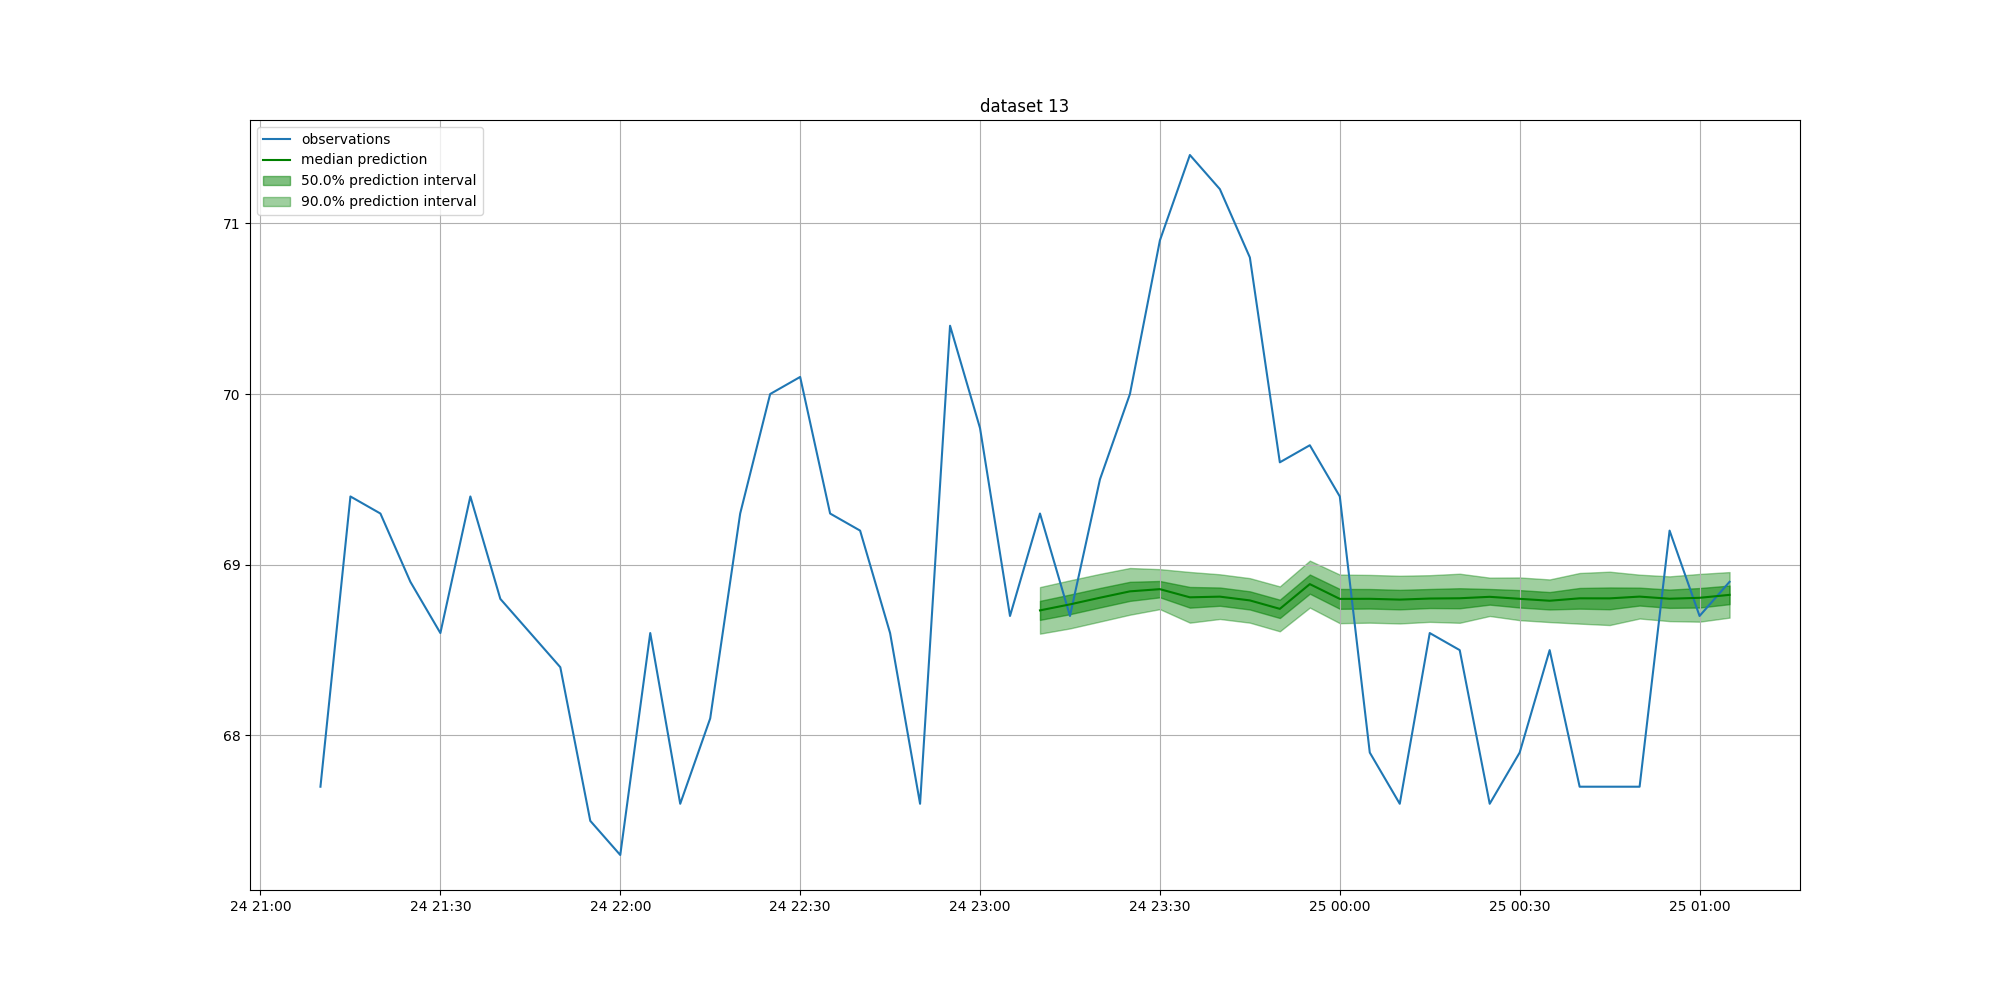 dataset 13
observations
median prediction
50.0% prediction interval
90.0% prediction interval
71
70
69
68
24 21:00
24 21:30
24 22:00
24 22:30
24 23:00
24 23:30
25 00:00
25 00:30
25 01:00